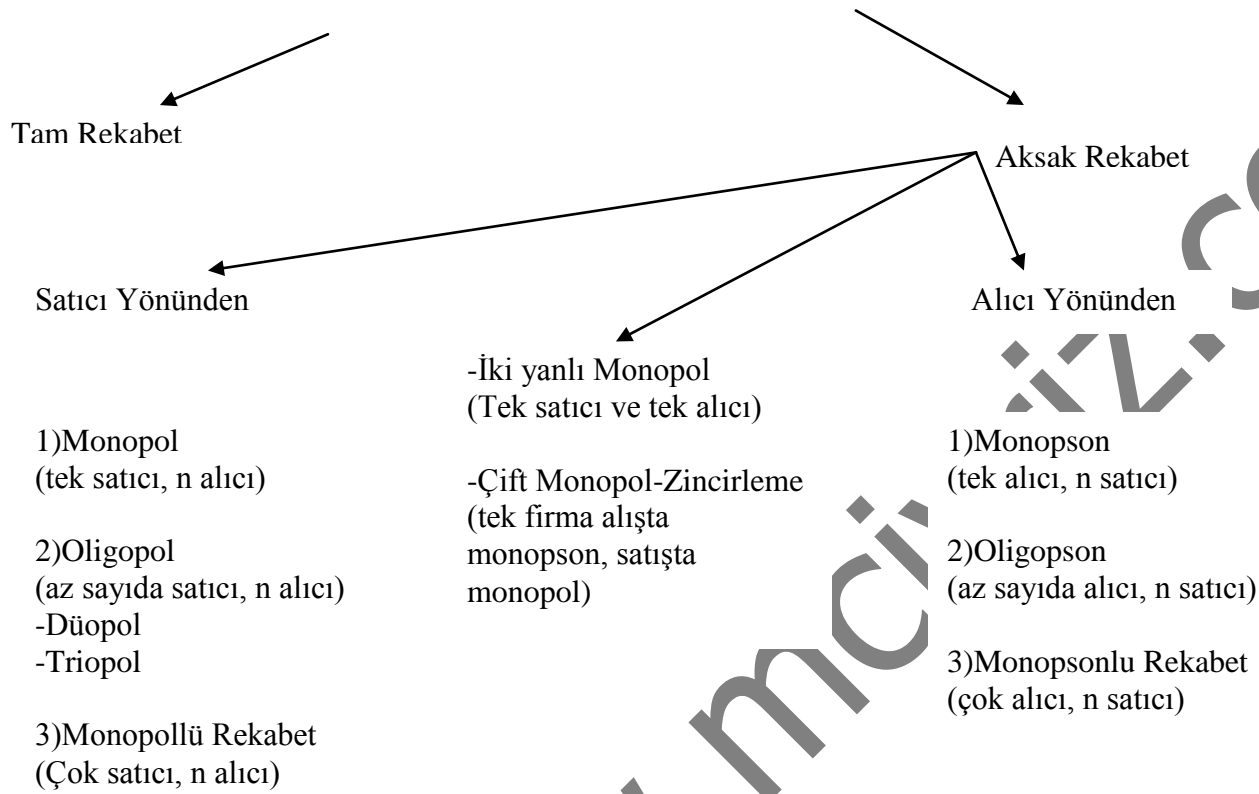 Tam Rekabet
Aksak Rekabet
Satıcı Yönünden
Alıcı Yönünden
-İki yanlı Monopol
(Tek satıcı ve tek alıcı)
-Çift Monopol-Zincirleme
(tek firma alışta
monopson, satışta
monopol)
1)Monopol
(tek satıcı, n alıcı)
2)Oligopol
(az sayıda satıcı, n alıcı)
-Düopol
-Triopol
3)Monopollü Rekabet
(Çok satıcı, n alıcı)
1)Monopson
(tek alıcı, n satıcı)
2)Oligopson
(az sayıda alıcı, n satıcı)
3)Monopsonlu Rekabet
(çok alıcı, n satıcı)